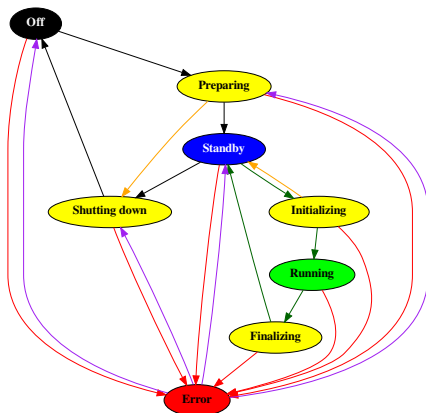 Off
Preparing
Standby
Shutting down
Initializing
Running
Finalizing
Error